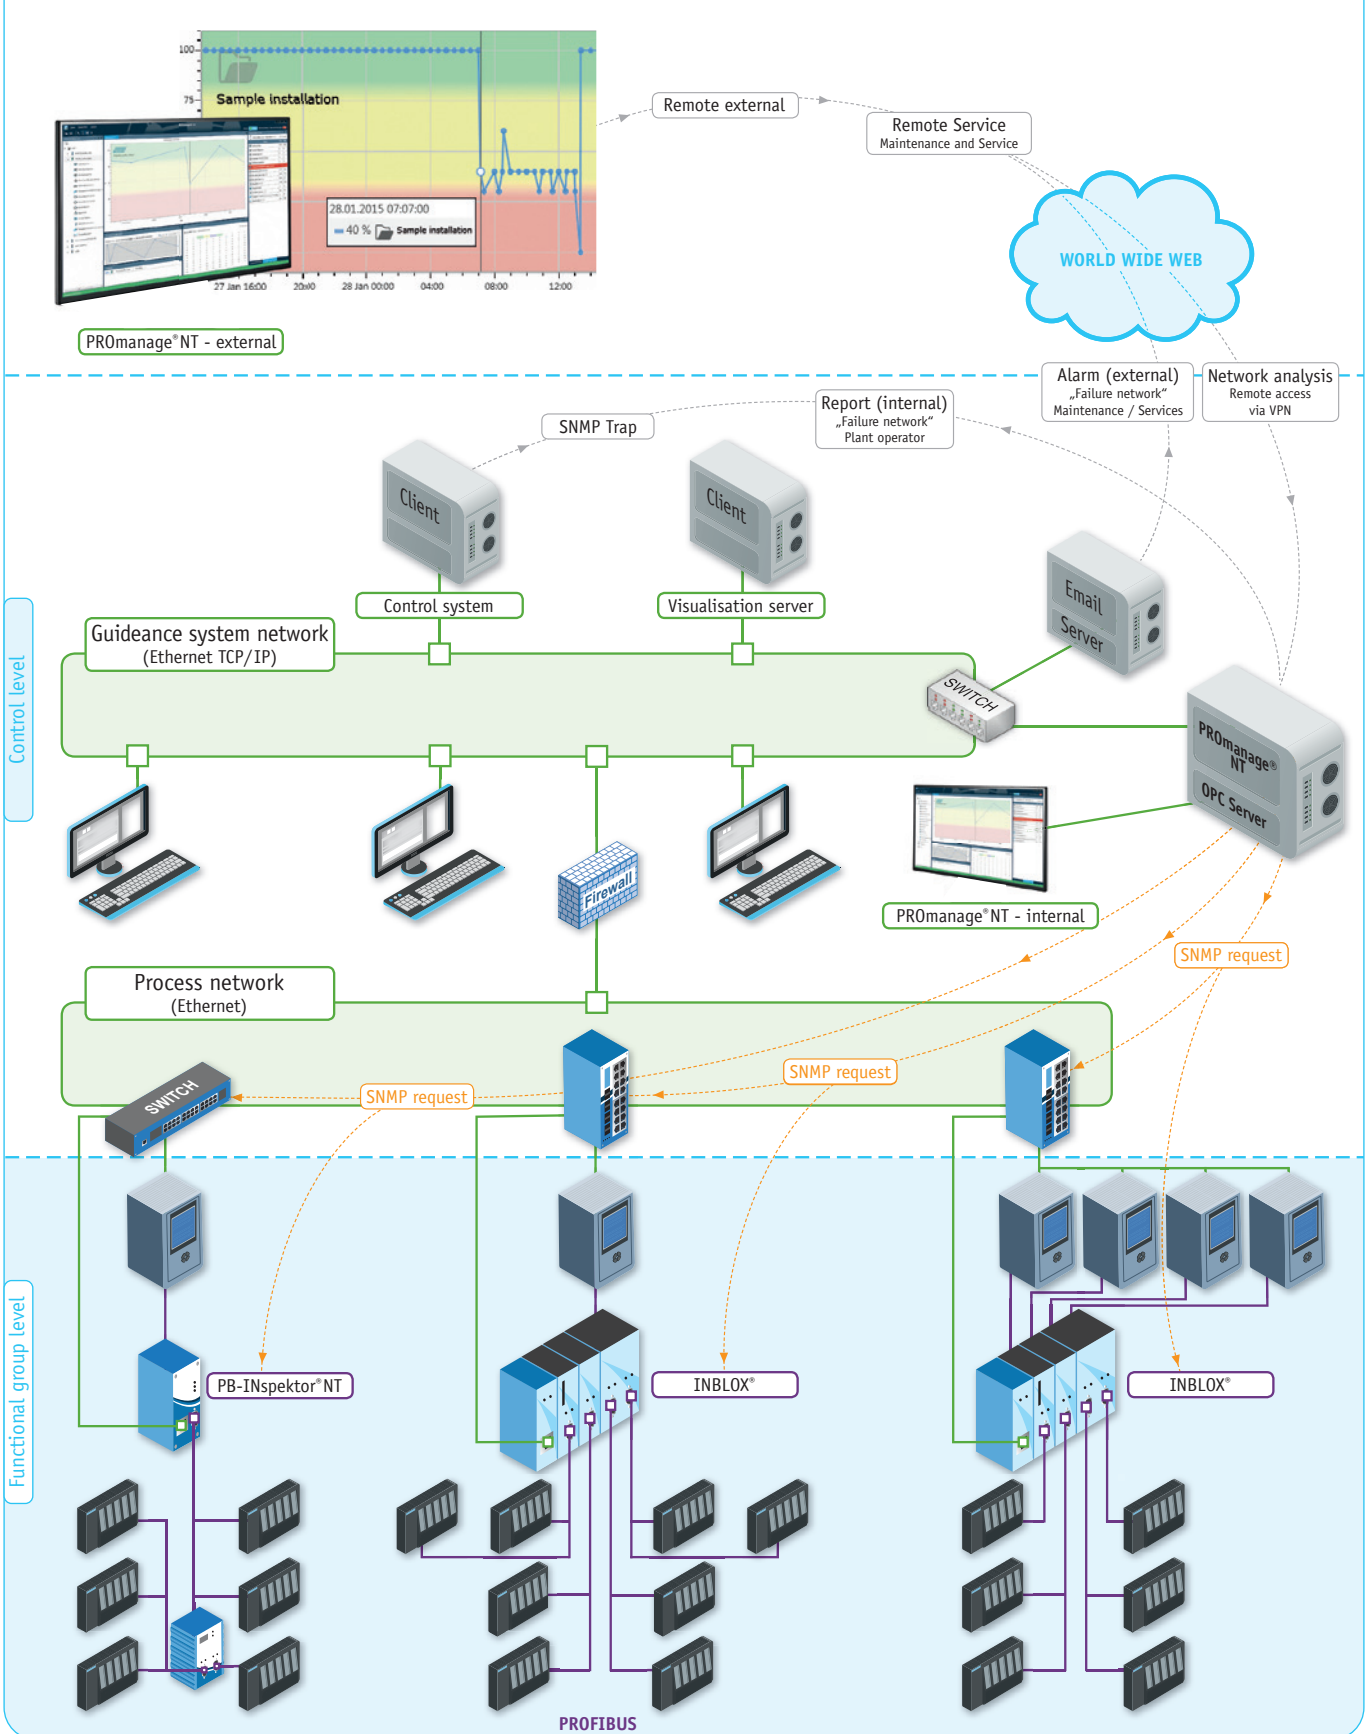 100
75
Sample installation
28.01.2015 07:07:00
40 % Sample installation
27 Jan 16:00 20:00 28 Jan 00:00 04:00 08:00 12:00
PROmanage® NT - external
Remote external
Remote Service
Maintenance and Service
WORLD WIDE WEB
Alarm (external)
„Failure network“
Maintenance / Services
Network analysis
Remote access
via VPN
Report (internal)
„Failure network“
Plant operator
SNMP Trap
Client
Client
Control system
Visualisation server
Email
Server
Guideance system network
(Ethernet TCP/IP)
SWITCH
PROmanage®
NT
OPC Server
Control level
Firewall
PROmanage® NT - internal
SNMP request
Process network
(Ethernet)
SWITCH
SNMP request
SNMP request
Functional group level
PB-INspektor® NT
INBLOX®
INBLOX®
PROFIBUS